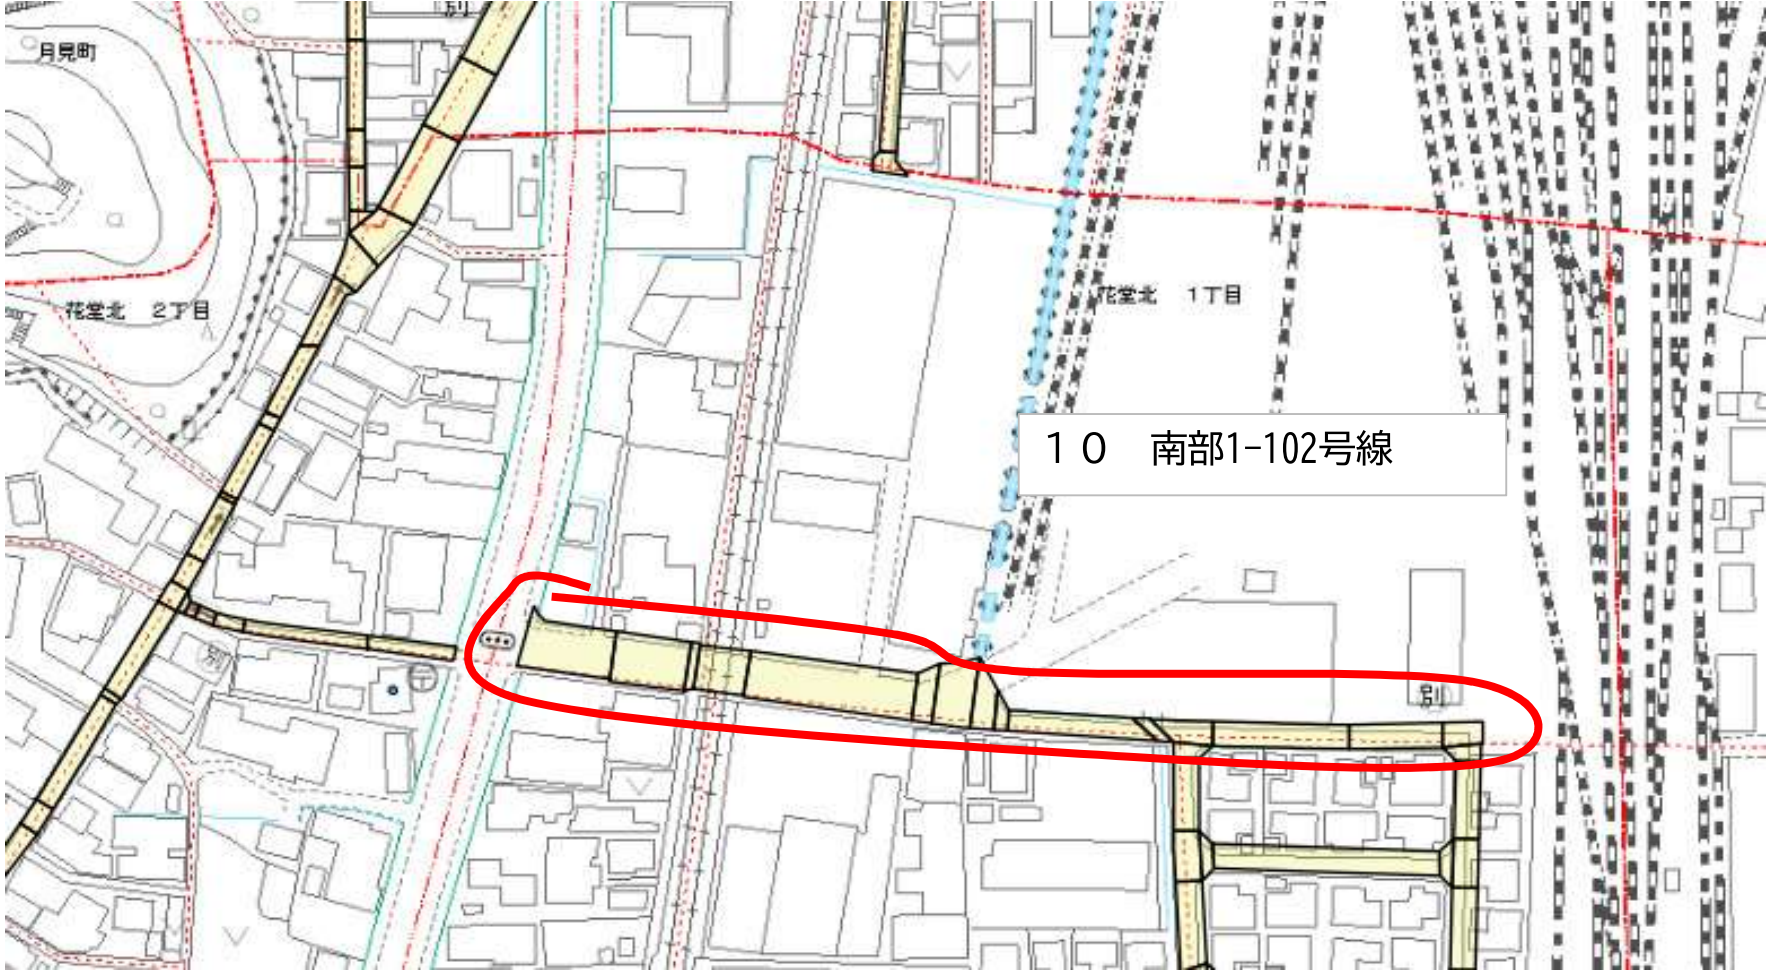 別
月見町
花堂北　２丁目
花堂北　１丁目
１０　南部1-102号線
別